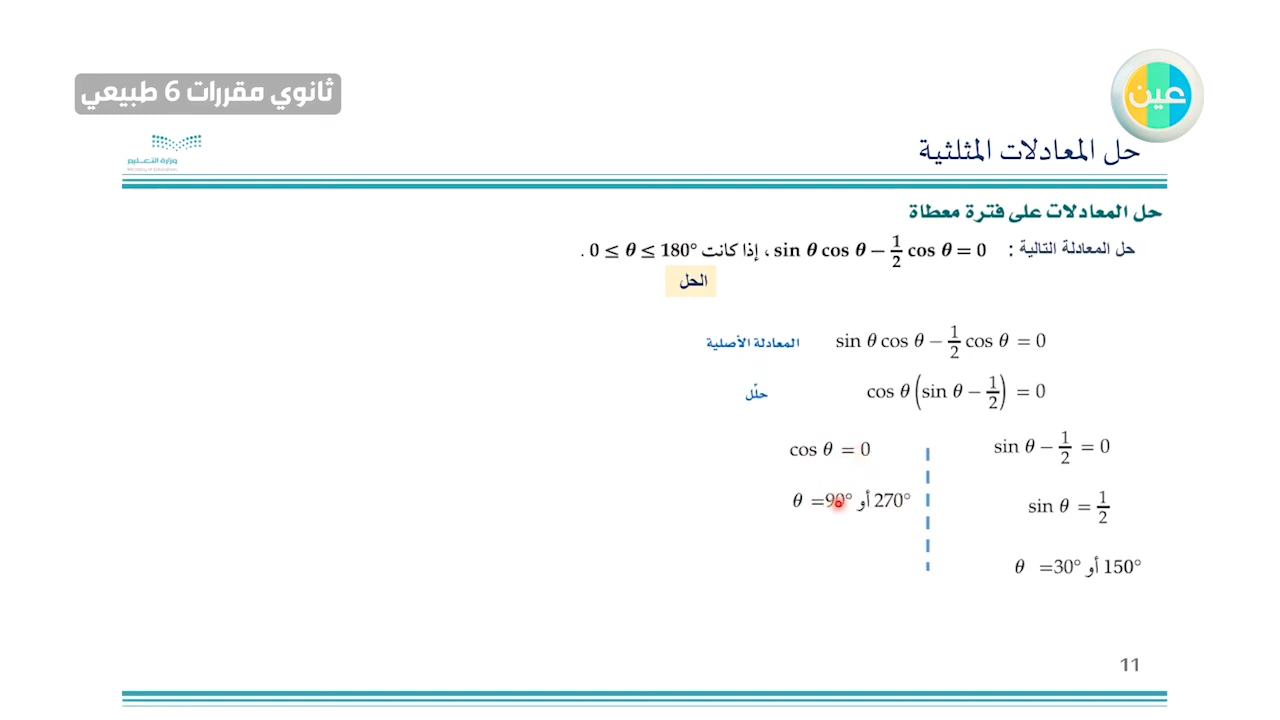 ثانوي مقررات 6 طبيعي
عين
وزارة التعليم
Ministry of Education
حل المعادلات المثلثية
حل المعادلات على فترة معطاة
حل المعادلة التالية : sin θ cos θ − 1/2 cos θ = 0 ، إذا كانت 0 ≤ θ ≤ 180° .
الحل
sin θ cos θ − 1/2 cos θ = 0 المعادلة الأصلية
cos θ (sin θ − 1/2) = 0 حلّل
sin θ − 1/2 = 0
sin θ = 1/2
θ =30° أو 150°
cos θ = 0
θ =90° أو 270°
11